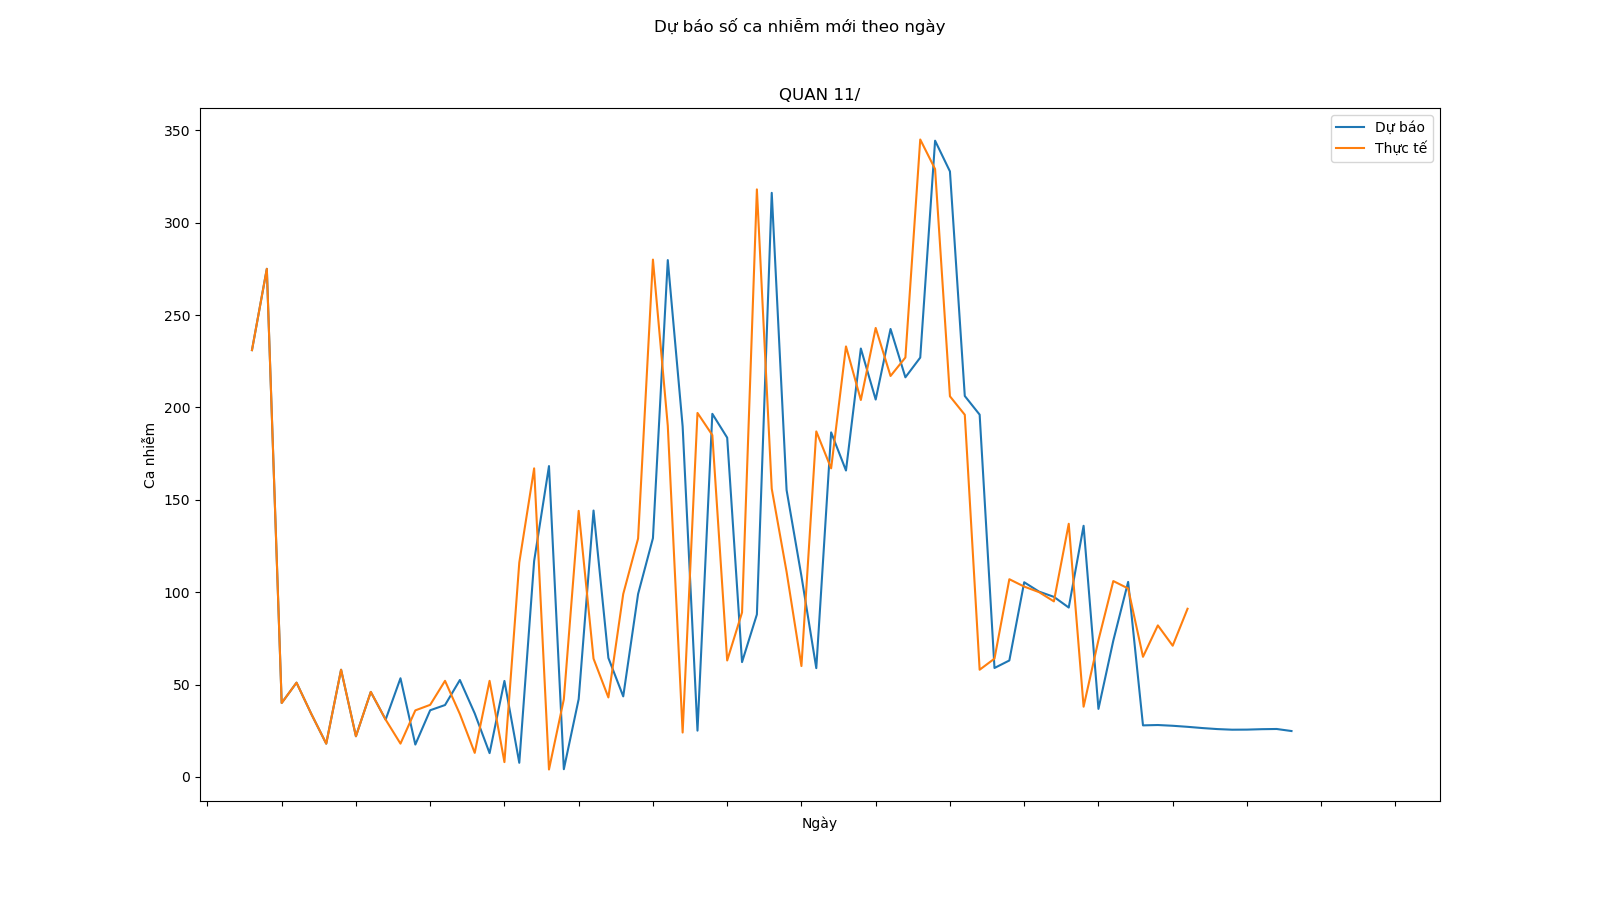 Dự báo số ca nhiễm mới theo ngày
QUAN 11/
Dự báo
Thực tế
350
300
250
200
150
100
50
0
Ca nhiễm
Ngày